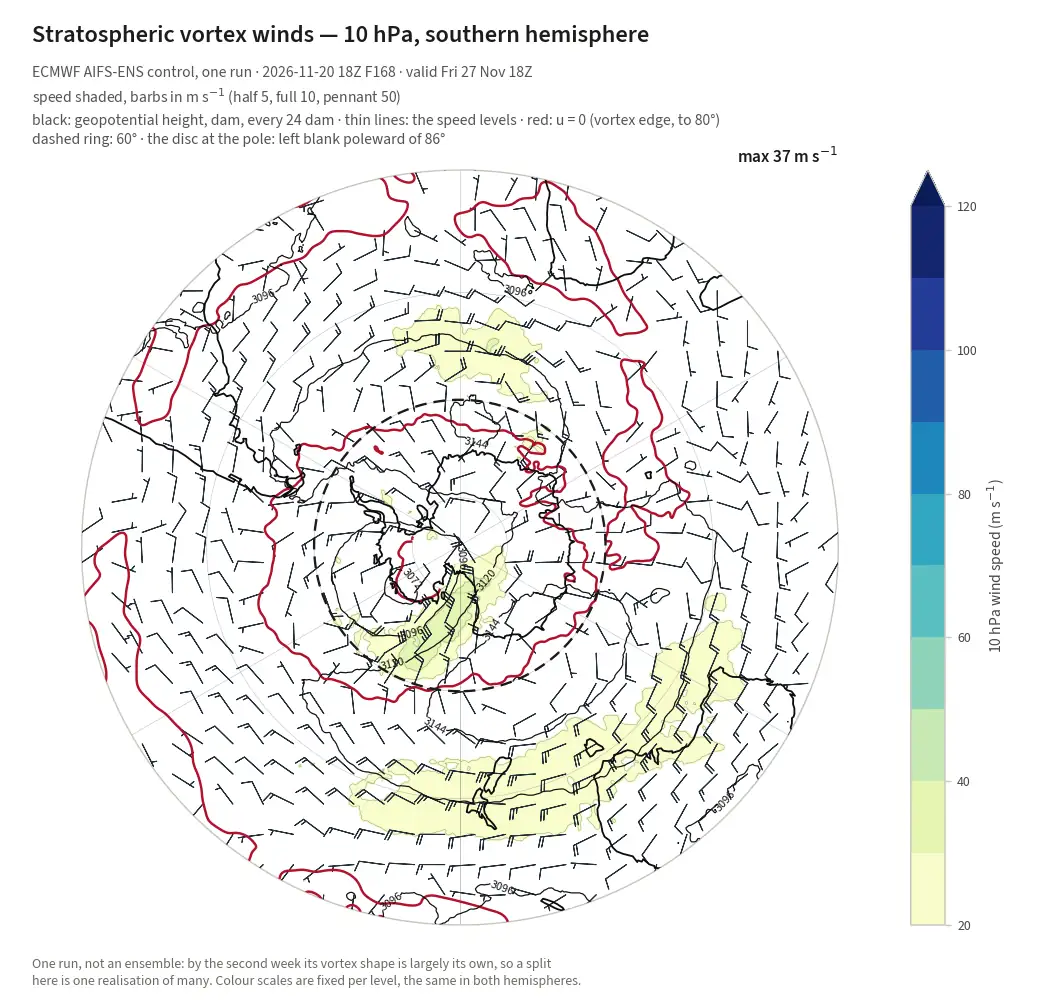 Stratospheric vortex winds — 10 hPa, southern hemisphere
ECMWF AIFS-ENS control, one run · 2026-11-20 18Z F168 · valid Fri 27 Nov 18Z
speed shaded, barbs in m s⁻¹ (half 5, full 10, pennant 50)
black: geopotential height, dam, every 24 dam · thin lines: the speed levels · red: u = 0 (vortex edge, to 80°)
dashed ring: 60° · the disc at the pole: left blank poleward of 86°
max 37 m s⁻¹
120
100
80
60
40
20
10 hPa wind speed (m s⁻¹)
3096
3096
3144
3096
3072
3120
3096
3144
3120
3144
3096
3096
3096
One run, not an ensemble: by the second week its vortex shape is largely its own, so a split
here is one realisation of many. Colour scales are fixed per level, the same in both hemispheres.